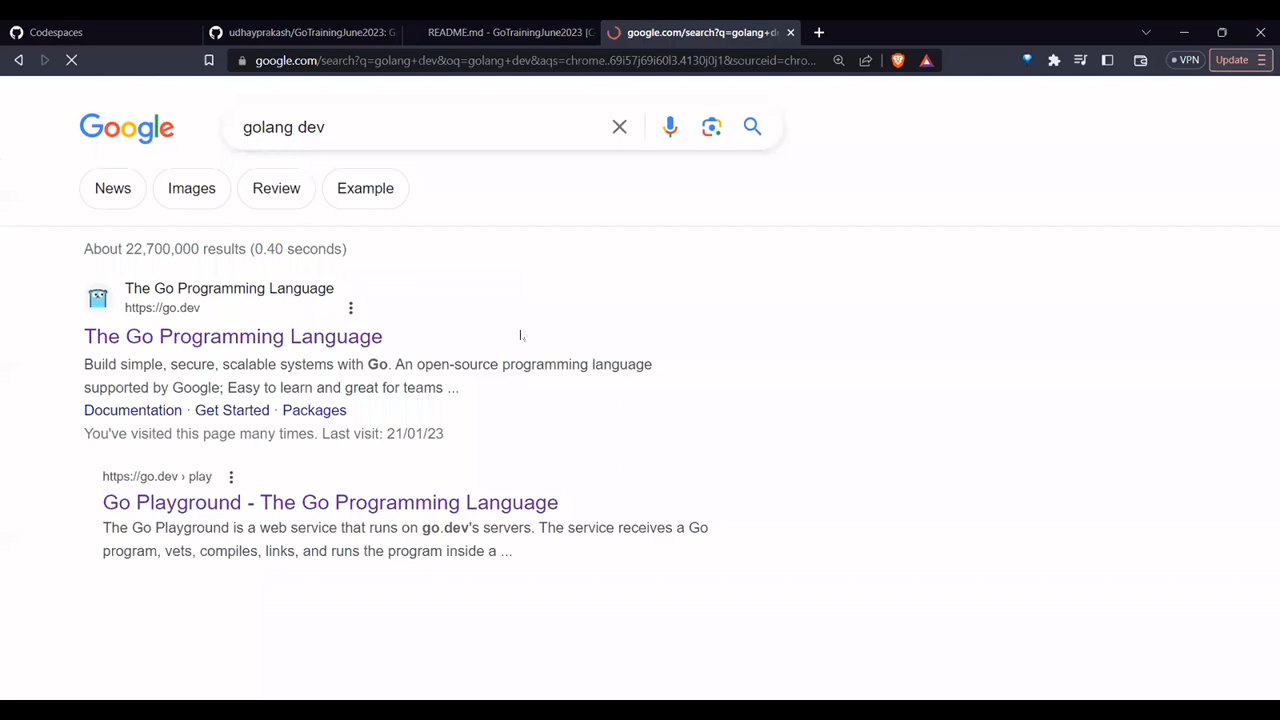 Codespaces
udhayprakash/GoTrainingJune2023: G
README.md - GoTrainingJune2023 [C
google.com/search?q=golang+d
google.com/search?q=golang+dev&oq=golang+dev&aqs=chrome..69i57j69i60l3.4130j0j1&sourceid=chro...
VPN
Update
Google
golang dev
News
Images
Review
Example
About 22,700,000 results (0.40 seconds)
The Go Programming Language
https://go.dev
The Go Programming Language
Build simple, secure, scalable systems with Go. An open-source programming language
supported by Google; Easy to learn and great for teams ...
Documentation · Get Started · Packages
You've visited this page many times. Last visit: 21/01/23
https://go.dev › play
Go Playground - The Go Programming Language
The Go Playground is a web service that runs on go.dev's servers. The service receives a Go
program, vets, compiles, links, and runs the program inside a ...